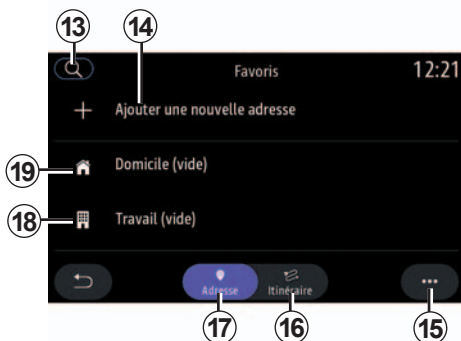 13 14
Favoris 12:21
Ajouter une nouvelle adresse
19 Domicile (vide)
18 Travail (vide)
Adresse Itinéraire
17 16 15